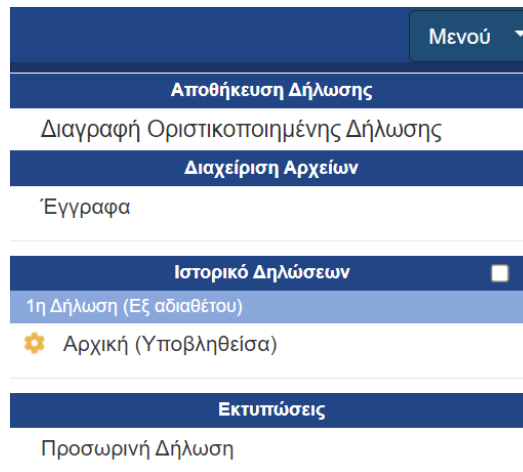 Μενού
Αποθήκευση Δήλωσης
Διαγραφή Οριστικοποιημένης Δήλωσης
Διαχείριση Αρχείων
Έγγραφα
Ιστορικό Δηλώσεων
1η Δήλωση (Εξ αδιαθέτου)
Αρχική (Υποβληθείσα)
Εκτυπώσεις
Προσωρινή Δήλωση